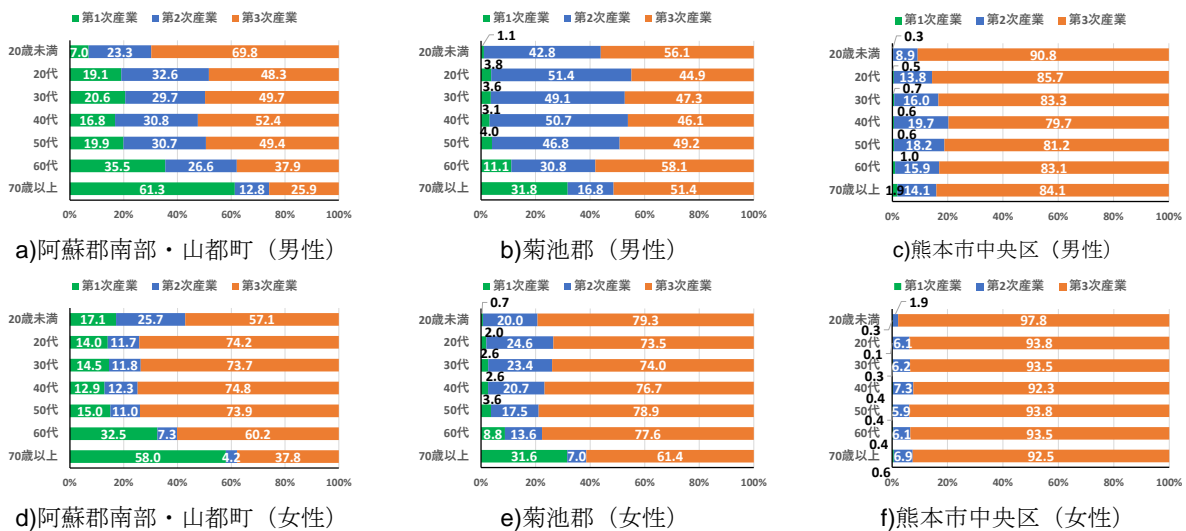 ■第1次産業 ■第2次産業 ■第3次産業
20歳未満 7.0 23.3 69.8
20代 19.1 32.6 48.3
30代 20.6 29.7 49.7
40代 16.8 30.8 52.4
50代 19.9 30.7 49.4
60代 35.5 26.6 37.9
70歳以上 61.3 12.8 25.9
0% 20% 40% 60% 80% 100%
a)阿蘇郡南部・山都町（男性）
■第1次産業 ■第2次産業 ■第3次産業
1.1
20歳未満 42.8 56.1
3.8
20代 51.4 44.9
3.6
30代 49.1 47.3
3.1
40代 50.7 46.1
4.0
50代 46.8 49.2
60代 11.1 30.8 58.1
70歳以上 31.8 16.8 51.4
0% 20% 40% 60% 80% 100%
b)菊池郡（男性）
■第1次産業 ■第2次産業 ■第3次産業
0.3
20歳未満 8.9 90.8
0.5
20代 13.8 85.7
0.7
30代 16.0 83.3
0.6
40代 19.7 79.7
0.6
50代 18.2 81.2
1.0
60代 15.9 83.1
70歳以上 1.9 14.1 84.1
0% 20% 40% 60% 80% 100%
c)熊本市中央区（男性）
■第1次産業 ■第2次産業 ■第3次産業
20歳未満 17.1 25.7 57.1
20代 14.0 11.7 74.2
30代 14.5 11.8 73.7
40代 12.9 12.3 74.8
50代 15.0 11.0 73.9
60代 32.5 7.3 60.2
70歳以上 58.0 4.2 37.8
0% 20% 40% 60% 80% 100%
d)阿蘇郡南部・山都町（女性）
■第1次産業 ■第2次産業 ■第3次産業
0.7
20歳未満 20.0 79.3
2.0
20代 24.6 73.5
2.6
30代 23.4 74.0
2.6
40代 20.7 76.7
3.6
50代 17.5 78.9
60代 8.8 13.6 77.6
70歳以上 31.6 7.0 61.4
0% 20% 40% 60% 80% 100%
e)菊池郡（女性）
■第1次産業 ■第2次産業 ■第3次産業
1.9
20歳未満 97.8
0.3
20代 6.1 93.8
0.1
30代 6.2 93.5
0.3
40代 7.3 92.3
0.4
50代 5.9 93.8
0.4
60代 6.1 93.5
0.4
70歳以上 6.9 92.5
0.6
0% 20% 40% 60% 80% 100%
f)熊本市中央区（女性）